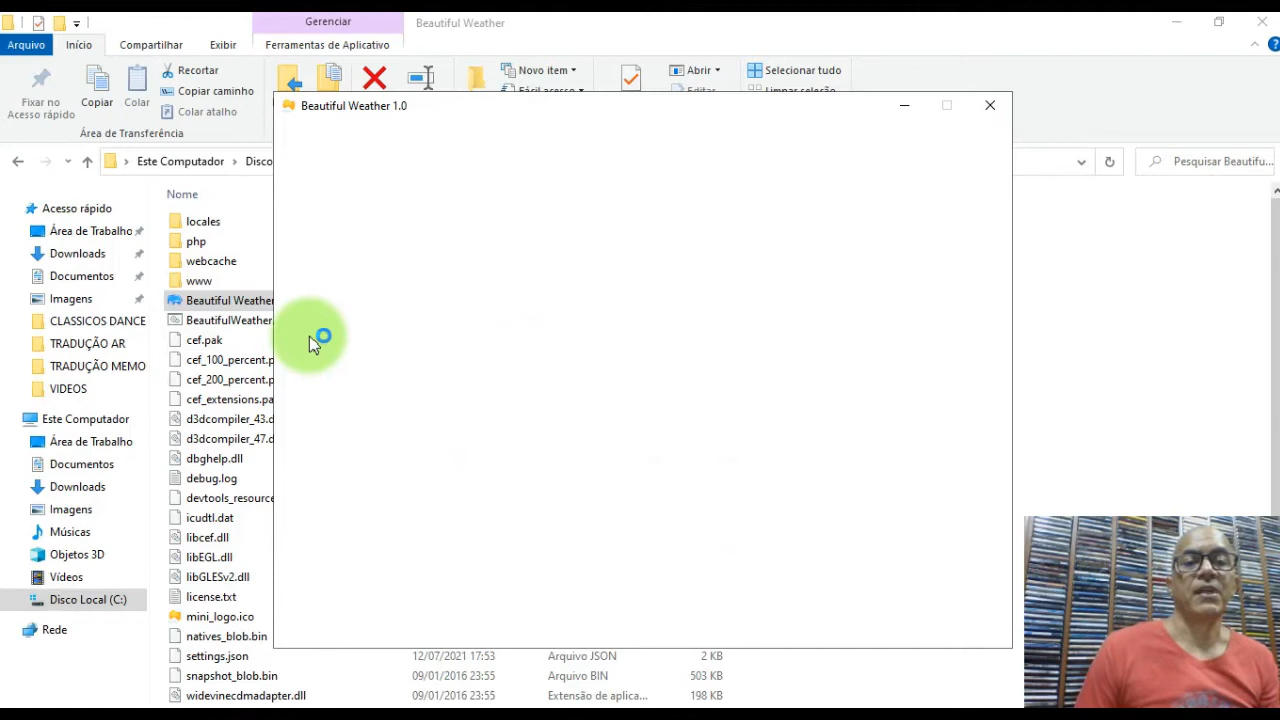 Gerenciar
Beautiful Weather
Arquivo
Início
Compartilhar
Exibir
Ferramentas de Aplicativo
Fixar no
Acesso rápido
Copiar
Colar
Recortar
Copiar caminho
Colar atalho
Novo item
Fácil acesso
Abrir
Editar
Selecionar tudo
Limpar seleção
Área de Transferência
Beautiful Weather 1.0
Este Computador
Disco
Pesquisar Beautifu...
Nome
Acesso rápido
Área de Trabalho
Downloads
Documentos
Imagens
CLASSICOS DANCE
TRADUÇÃO AR
TRADUÇÃO MEMO
VIDEOS
Este Computador
Área de Trabalho
Documentos
Downloads
Imagens
Músicas
Objetos 3D
Vídeos
Disco Local (C:)
Rede
locales
php
webcache
www
Beautiful Weather
BeautifulWeather.
cef.pak
cef_100_percent.p
cef_200_percent.p
cef_extensions.pa
d3dcompiler_43.d
d3dcompiler_47.d
dbghelp.dll
debug.log
devtools_resource
icudtl.dat
libcef.dll
libEGL.dll
libGLESv2.dll
license.txt
mini_logo.ico
natives_blob.bin
settings.json 12/07/2021 17:53 Arquivo JSON 2 KB
snapshot_blob.bin 09/01/2016 23:55 Arquivo BIN 503 KB
widevinecdmadapter.dll 09/01/2016 23:55 Extensão de aplica... 198 KB